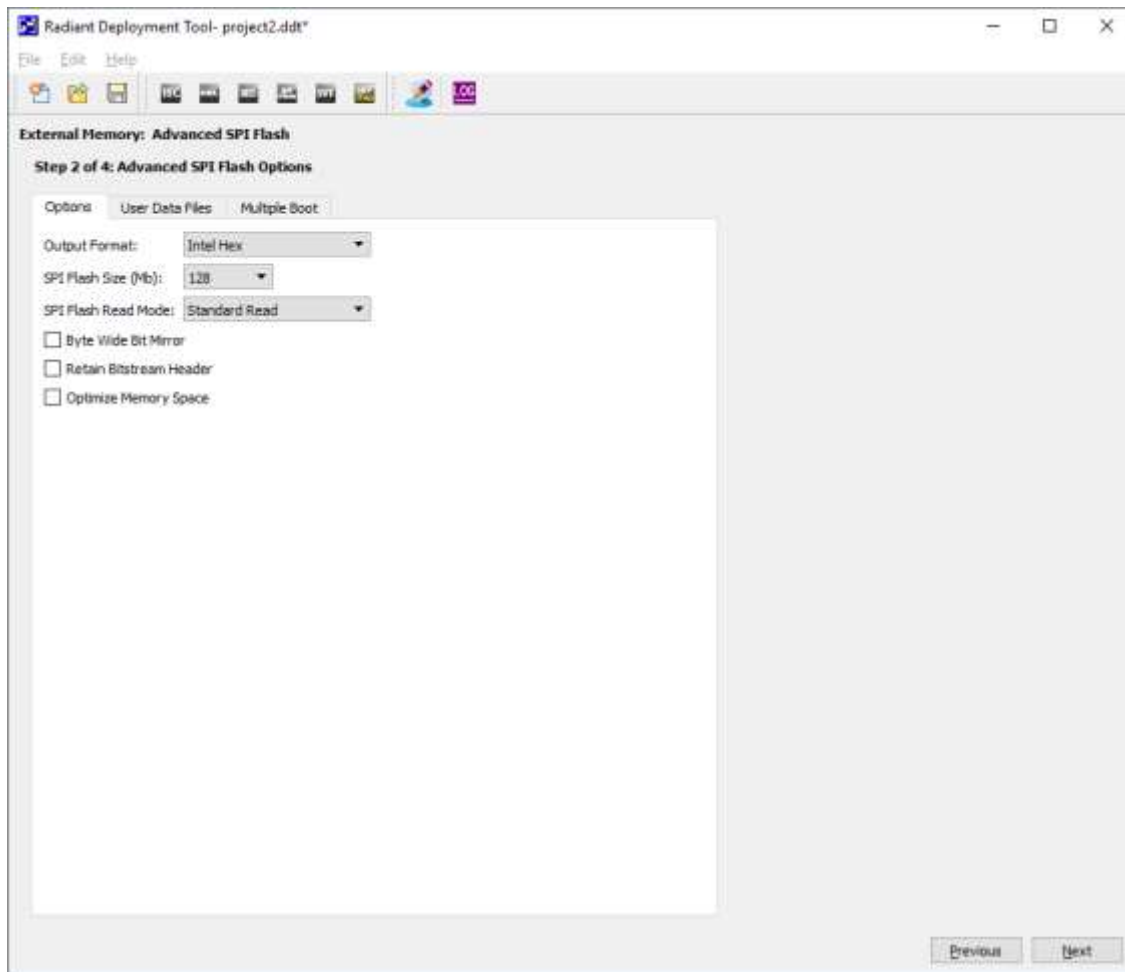 Radiant Deployment Tool- project2.ddt*
File Edit Help
LOG
External Memory: Advanced SPI Flash
Step 2 of 4: Advanced SPI Flash Options
Options User Data Files Multiple Boot
Output Format: Intel Hex
SPI Flash Size (Mb): 128
SPI Flash Read Mode: Standard Read
Byte Wide Bit Mirror
Retain Bitstream Header
Optimize Memory Space
Previous Next